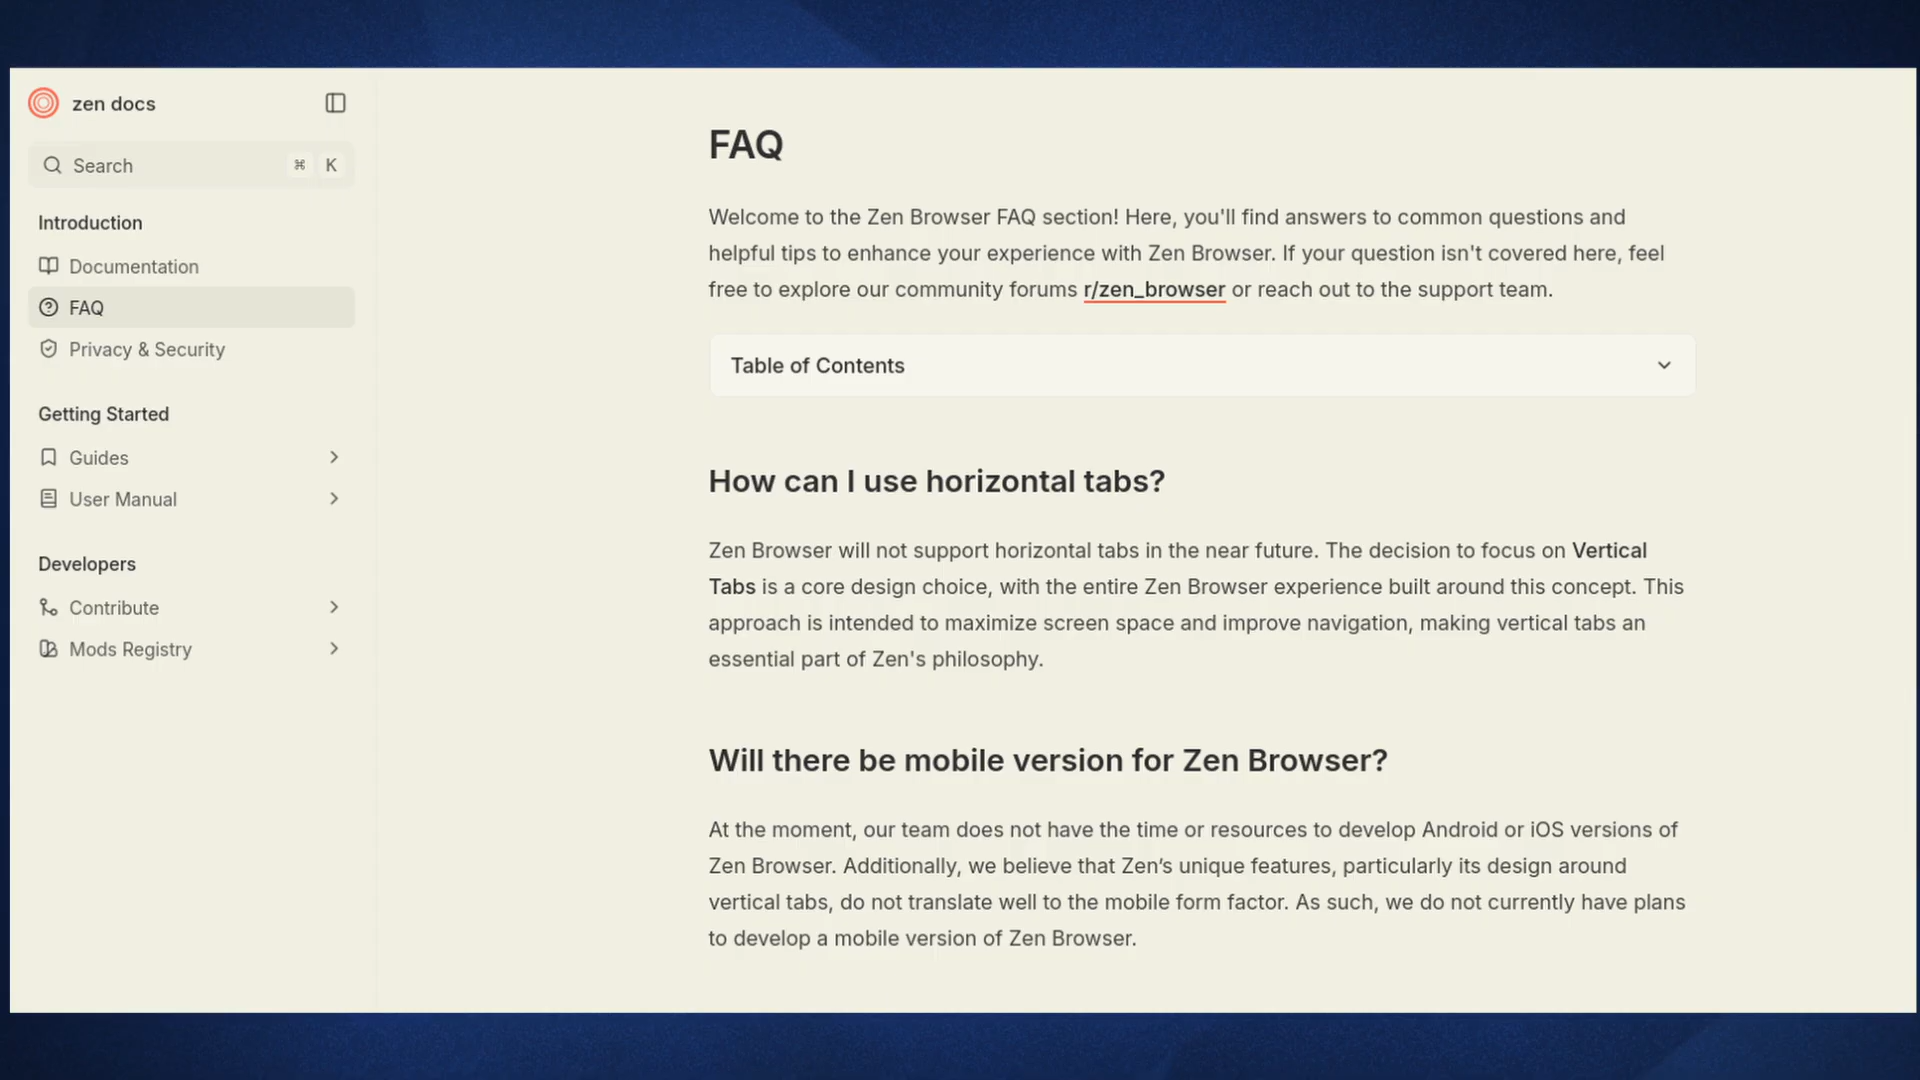 zen docs
Search ⌘ K
Introduction
Documentation
FAQ
Privacy & Security
Getting Started
Guides
User Manual
Developers
Contribute
Mods Registry
FAQ
Welcome to the Zen Browser FAQ section! Here, you'll find answers to common questions and
helpful tips to enhance your experience with Zen Browser. If your question isn't covered here, feel
free to explore our community forums r/zen_browser or reach out to the support team.
Table of Contents
How can I use horizontal tabs?
Zen Browser will not support horizontal tabs in the near future. The decision to focus on Vertical
Tabs is a core design choice, with the entire Zen Browser experience built around this concept. This
approach is intended to maximize screen space and improve navigation, making vertical tabs an
essential part of Zen's philosophy.
Will there be mobile version for Zen Browser?
At the moment, our team does not have the time or resources to develop Android or iOS versions of
Zen Browser. Additionally, we believe that Zen’s unique features, particularly its design around
vertical tabs, do not translate well to the mobile form factor. As such, we do not currently have plans
to develop a mobile version of Zen Browser.